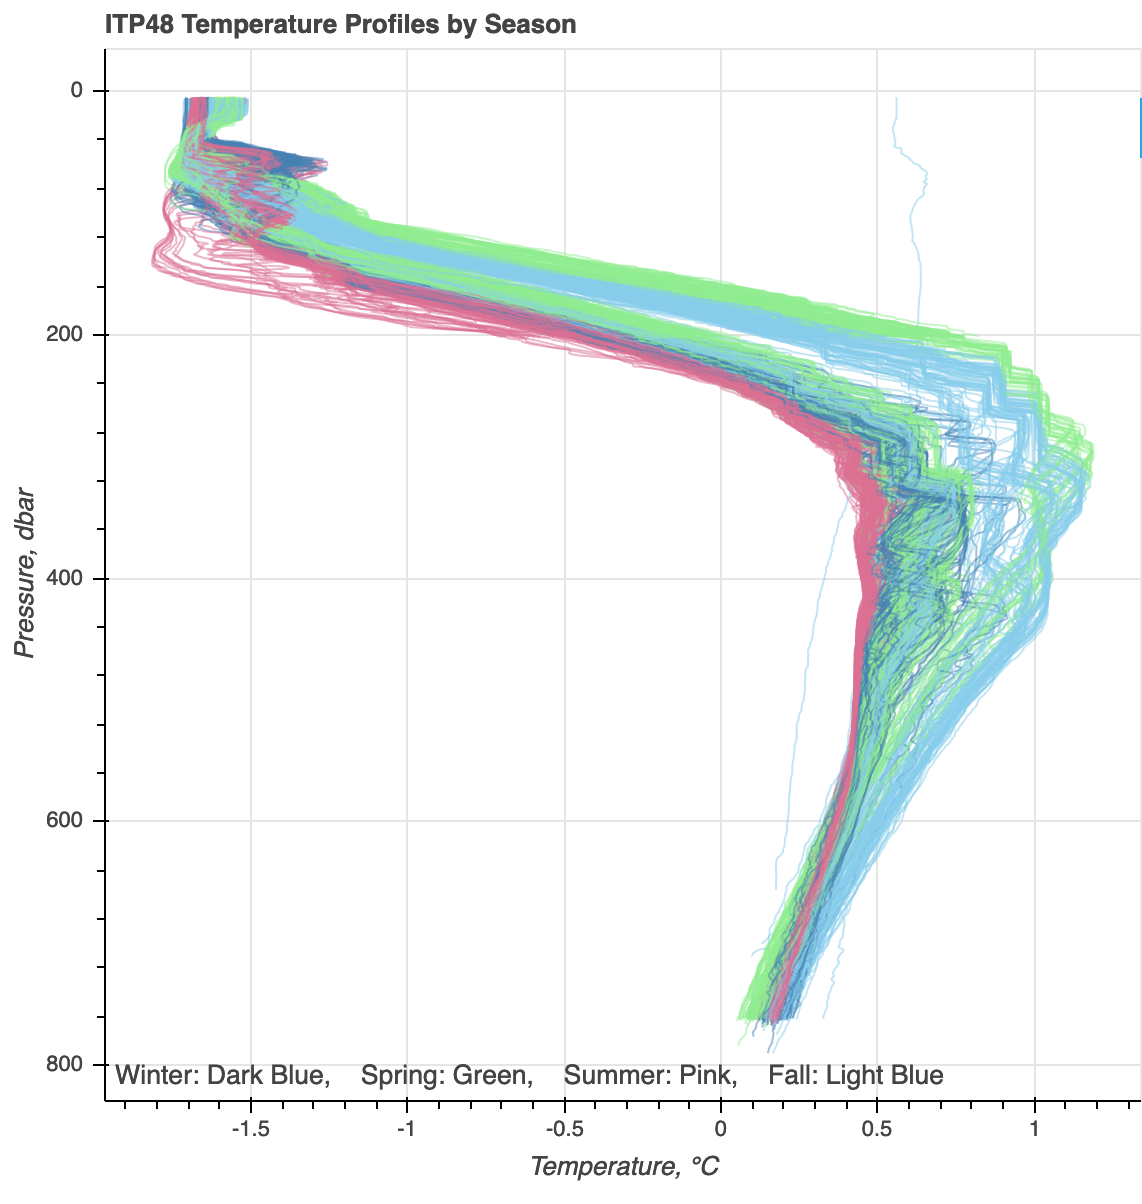 ITP48 Temperature Profiles by Season
0
200
400
600
800
Pressure, dbar
Winter: Dark Blue, Spring: Green, Summer: Pink, Fall: Light Blue
-1.5 -1 -0.5 0 0.5 1
Temperature, °C